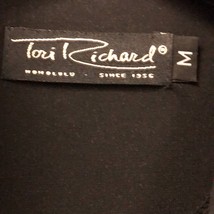 Tori Richard®
HONOLULU · SINCE 1956
M